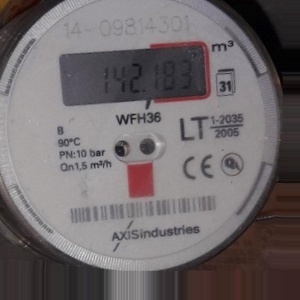 14-09814301
m³
142.183
31
WFH36
LT 1-2035
2005
B
90°C
PN:10 bar
Qn1,5 m³/h
CE
AXISindustries